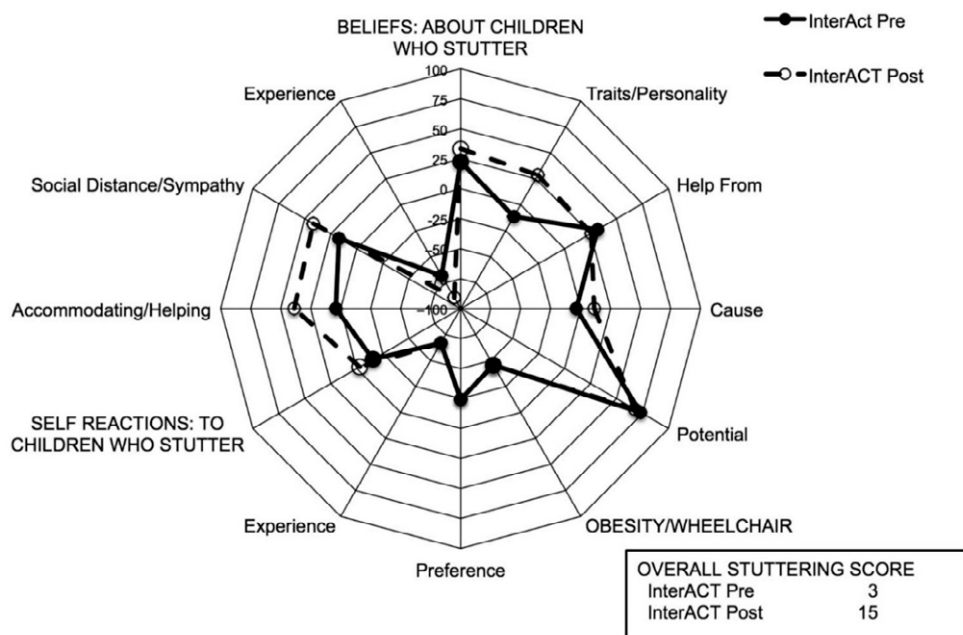 BELIEFS: ABOUT CHILDREN
WHO STUTTER
InterAct Pre
InterACT Post
100
75
50
25
0
-25
-50
-75
-100
Experience
Traits/Personality
Social Distance/Sympathy
Help From
Accommodating/Helping
Cause
SELF REACTIONS: TO
CHILDREN WHO STUTTER
Potential
Experience
OBESITY/WHEELCHAIR
Preference
OVERALL STUTTERING SCORE
InterACT Pre 3
InterACT Post 15